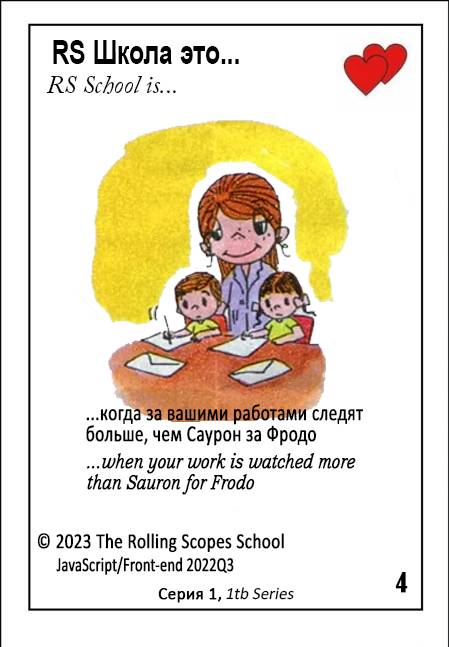 RS Школа это...
RS School is...
...когда за вашими работами следят
больше, чем Саурон за Фродо
...when your work is watched more
than Sauron for Frodo
© 2023 The Rolling Scopes School
JavaScript/Front-end 2022Q3
4
Серия 1, 1tb Series